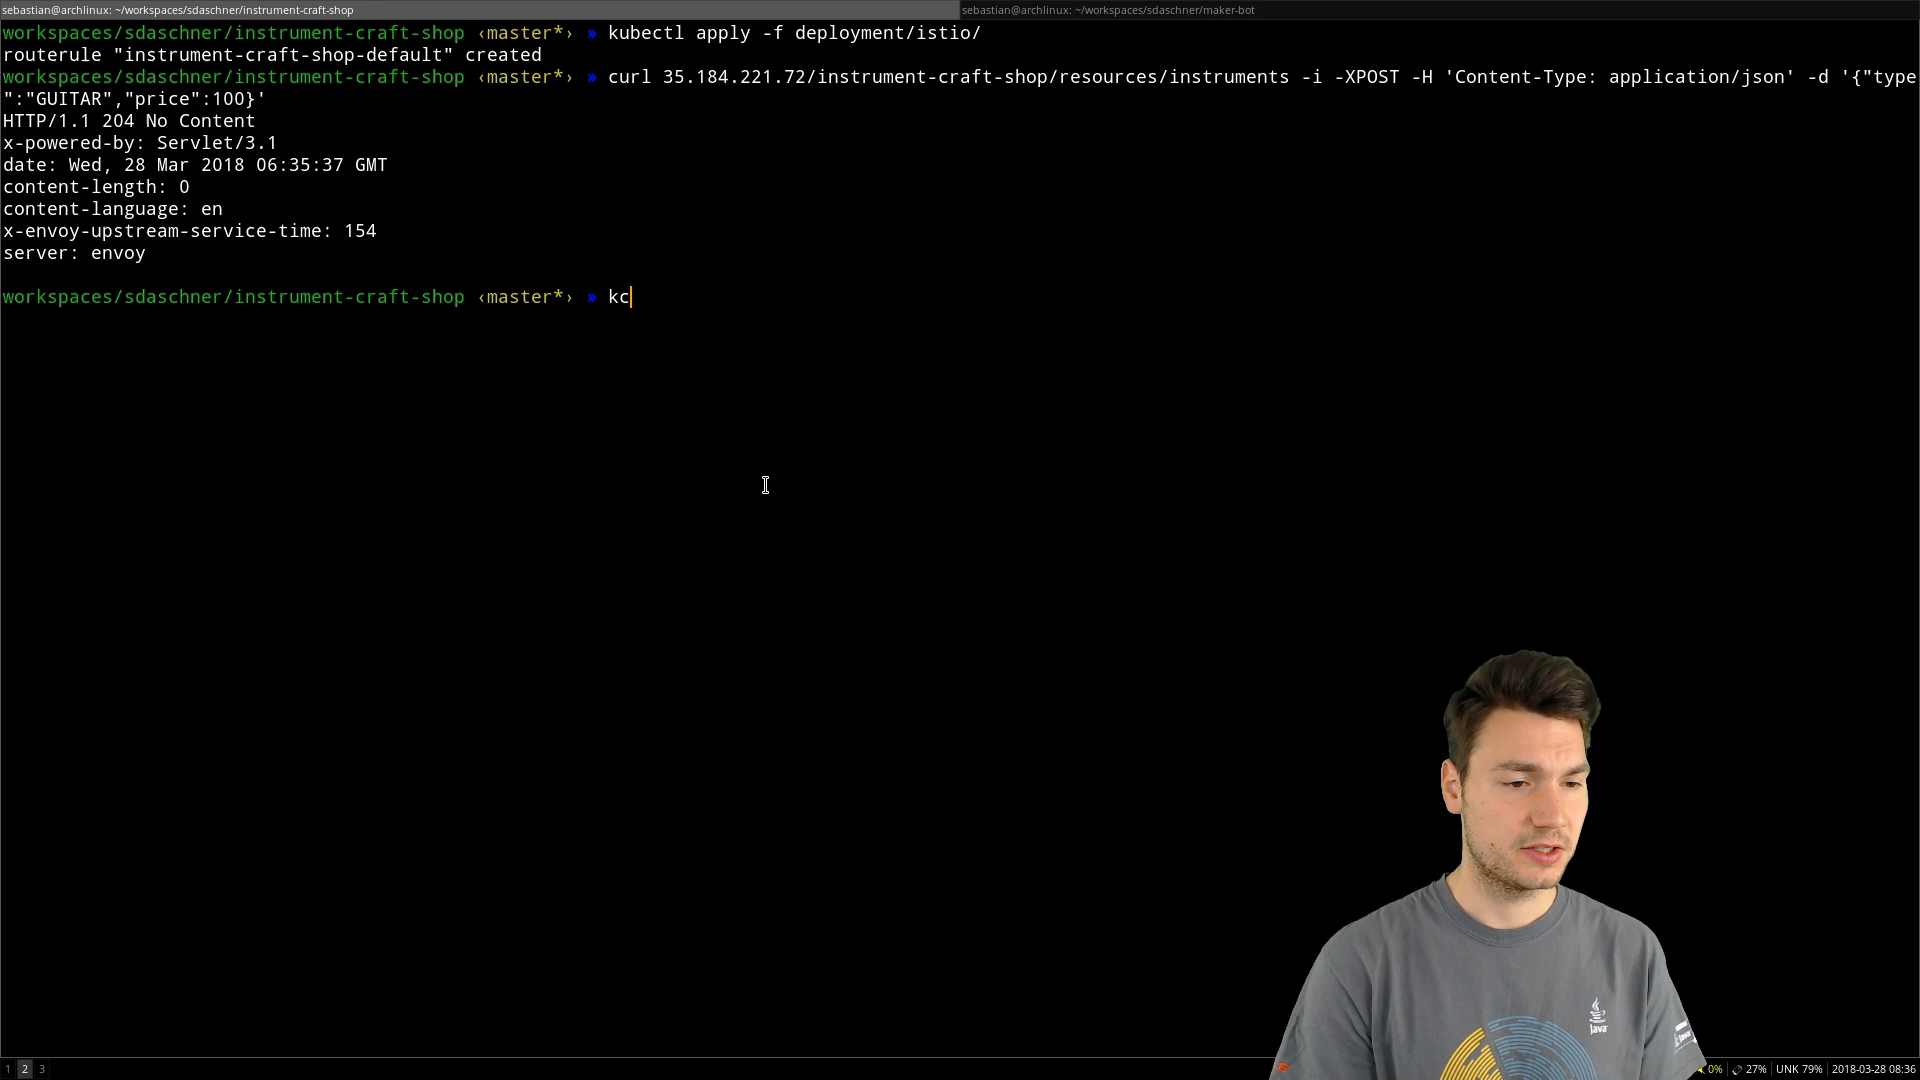 sebastian@archlinux: ~/workspaces/sdaschner/instrument-craft-shop
sebastian@archlinux: ~/workspaces/sdaschner/maker-bot
workspaces/sdaschner/instrument-craft-shop ‹master*› » kubectl apply -f deployment/istio/
routerule "instrument-craft-shop-default" created
workspaces/sdaschner/instrument-craft-shop ‹master*› » curl 35.184.221.72/instrument-craft-shop/resources/instruments -i -XPOST -H 'Content-Type: application/json' -d '{"type
":"GUITAR","price":100}'
HTTP/1.1 204 No Content
x-powered-by: Servlet/3.1
date: Wed, 28 Mar 2018 06:35:37 GMT
content-length: 0
content-language: en
x-envoy-upstream-service-time: 154
server: envoy
workspaces/sdaschner/instrument-craft-shop ‹master*› » kc
Java
1 2 3
0% 27% UNK 79% 2018-03-28 08:36